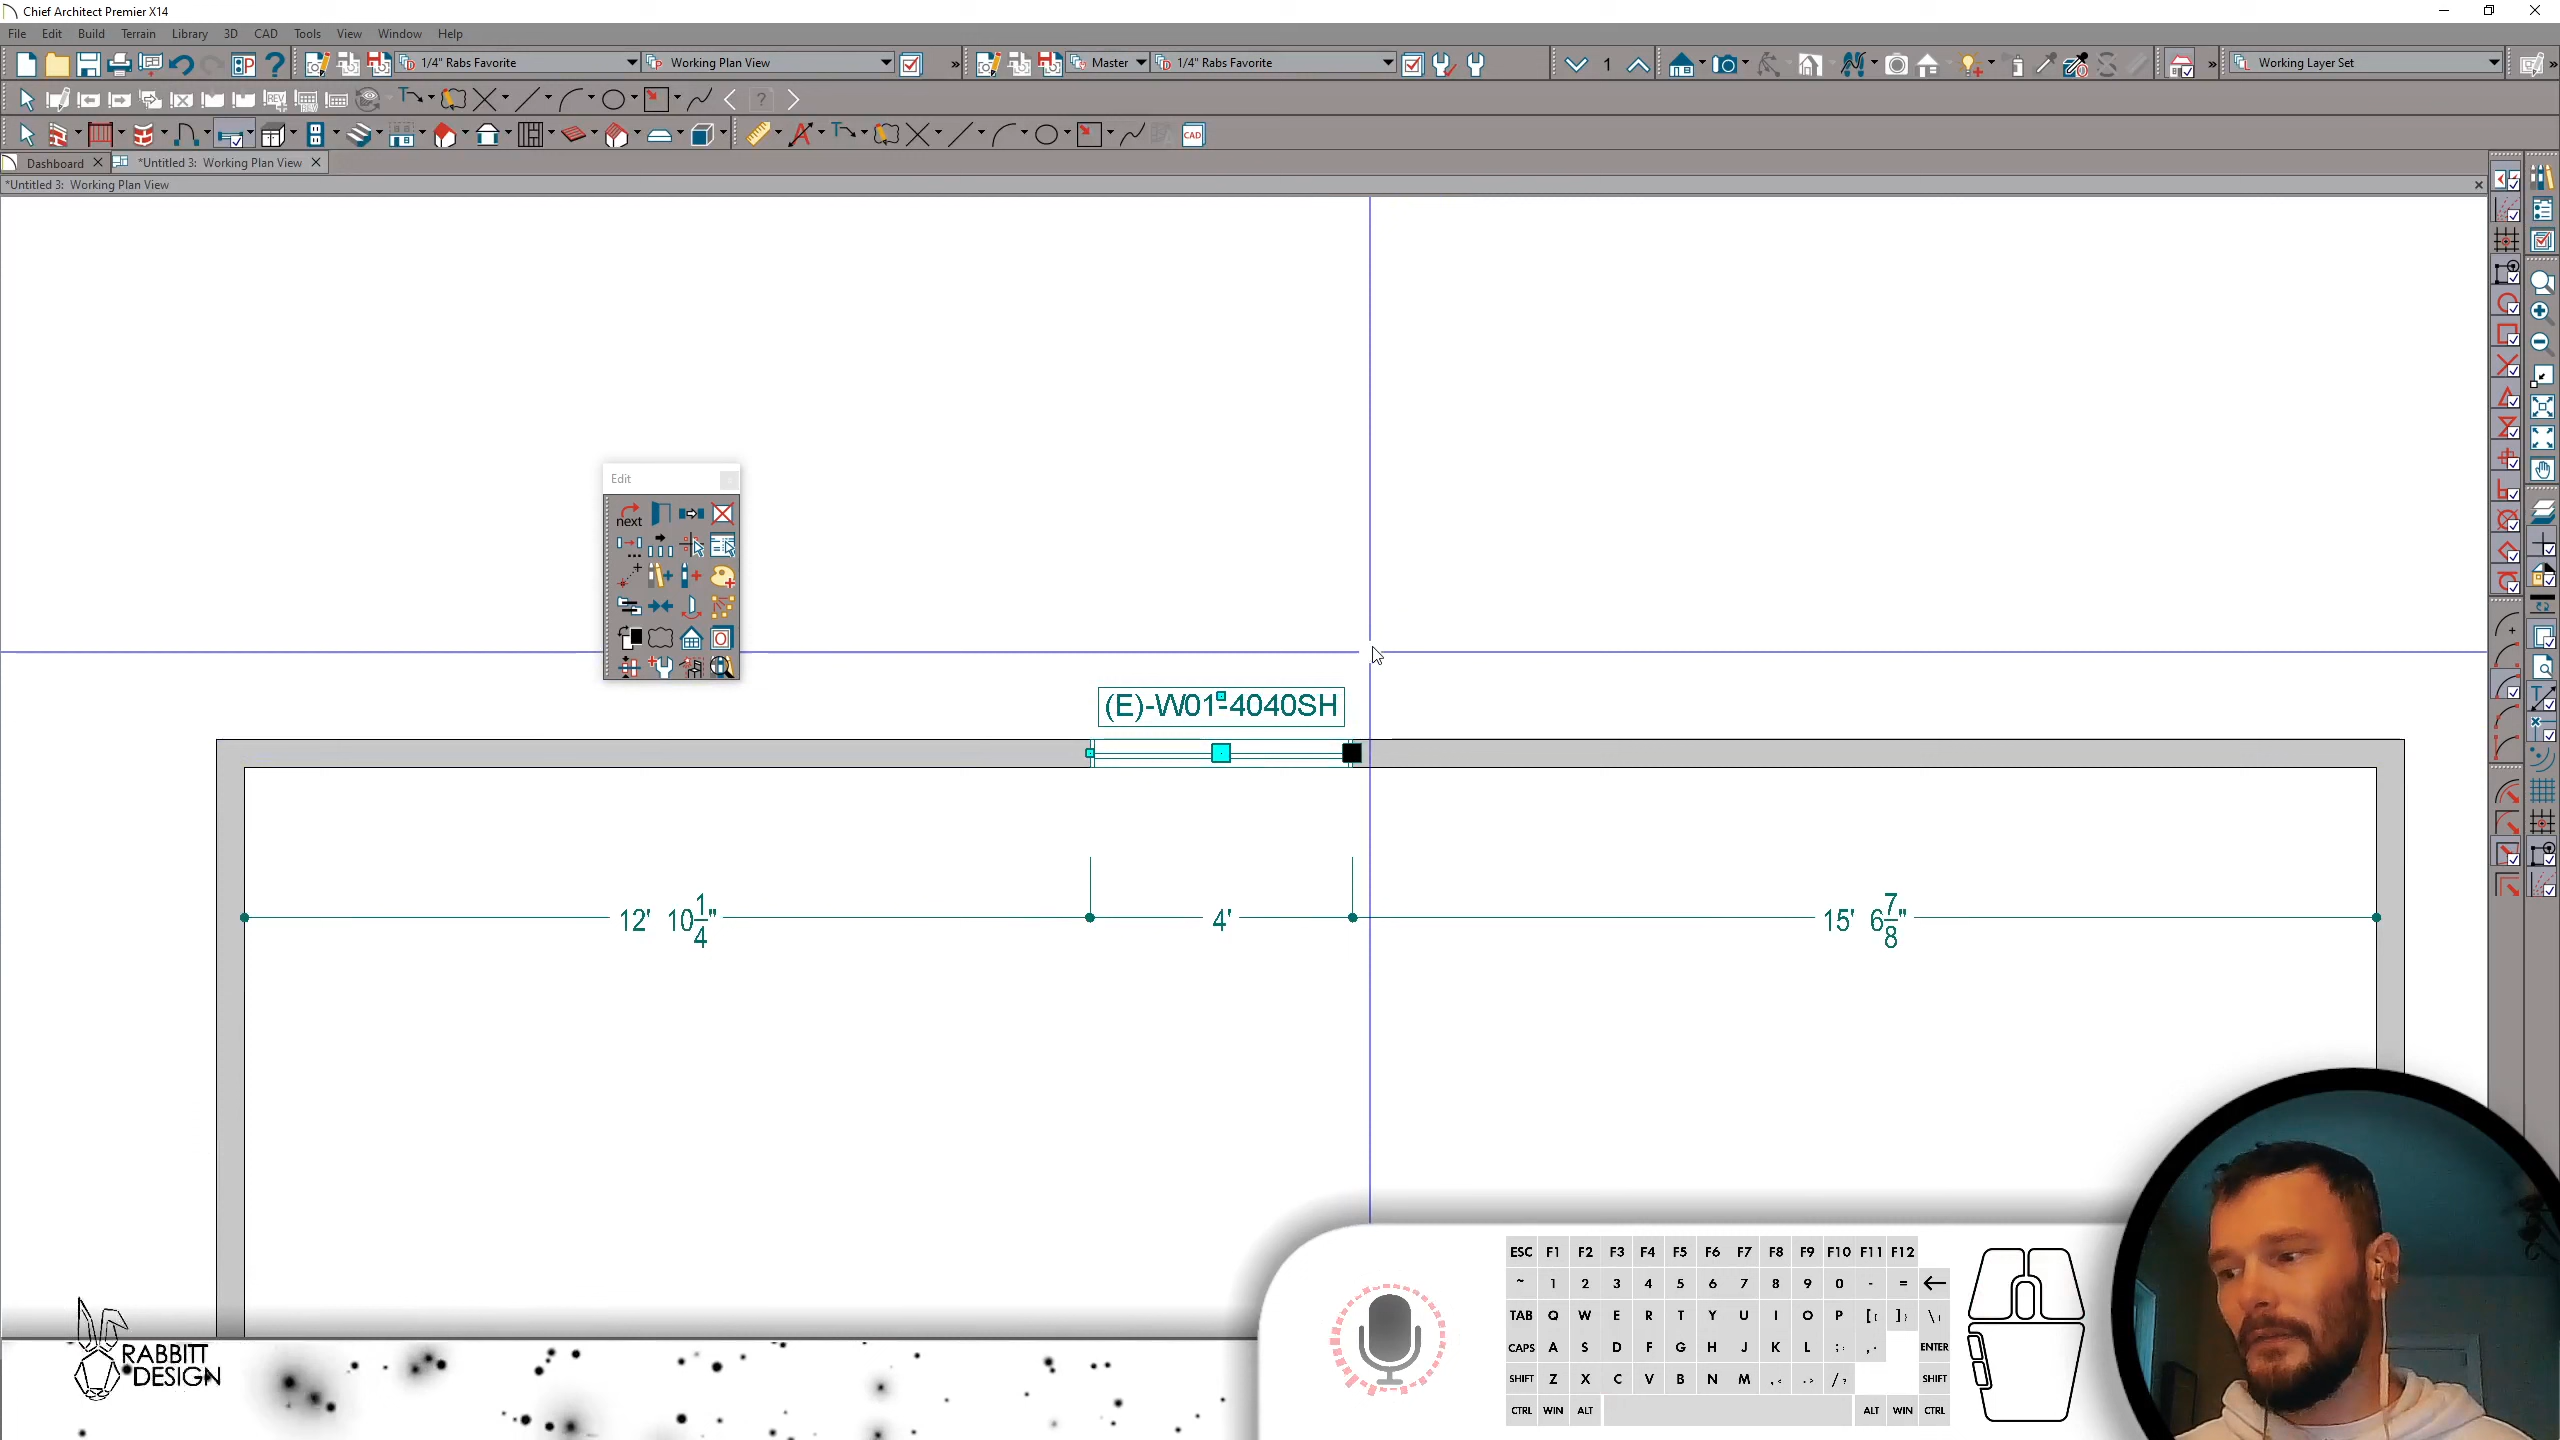 Chief Architect Premier X14
File Edit Build Terrain Library 3D CAD Tools View Window Help
1/4" Rabs Favorite Working Plan View » Master 1/4" Rabs Favorite 1 » Working Layer Set »
REV ?
CAD
Dashboard *Untitled 3: Working Plan View
*Untitled 3: Working Plan View
Edit
next
(E)-W01-4040SH
12' 10 1/4" 4' 15' 6 7/8"
ESC F1 F2 F3 F4 F5 F6 F7 F8 F9 F10 F11 F12
~ 1 2 3 4 5 6 7 8 9 0 - = ←
TAB Q W E R T Y U I O P [{ ]} \|
CAPS A S D F G H J K L ;: ENTER
SHIFT Z X C V B N M ,< .> /? SHIFT
CTRL WIN ALT ALT WIN CTRL
RABBITT
DESIGN